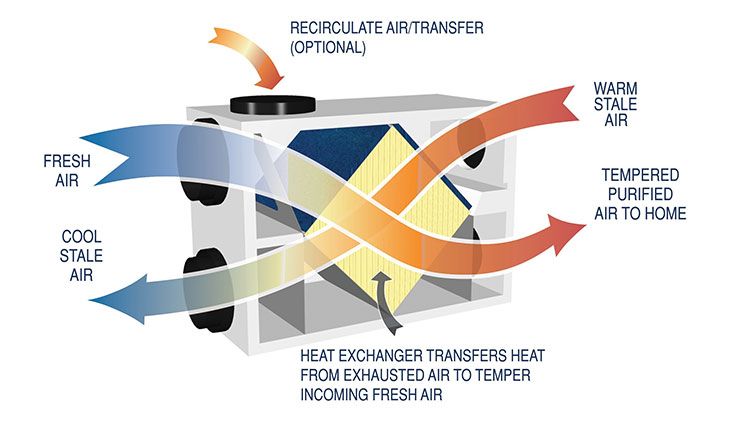 RECIRCULATE AIR/TRANSFER
(OPTIONAL)
WARM
STALE
AIR
FRESH
AIR
TEMPERED
PURIFIED
AIR TO HOME
COOL
STALE
AIR
HEAT EXCHANGER TRANSFERS HEAT
FROM EXHAUSTED AIR TO TEMPER
INCOMING FRESH AIR